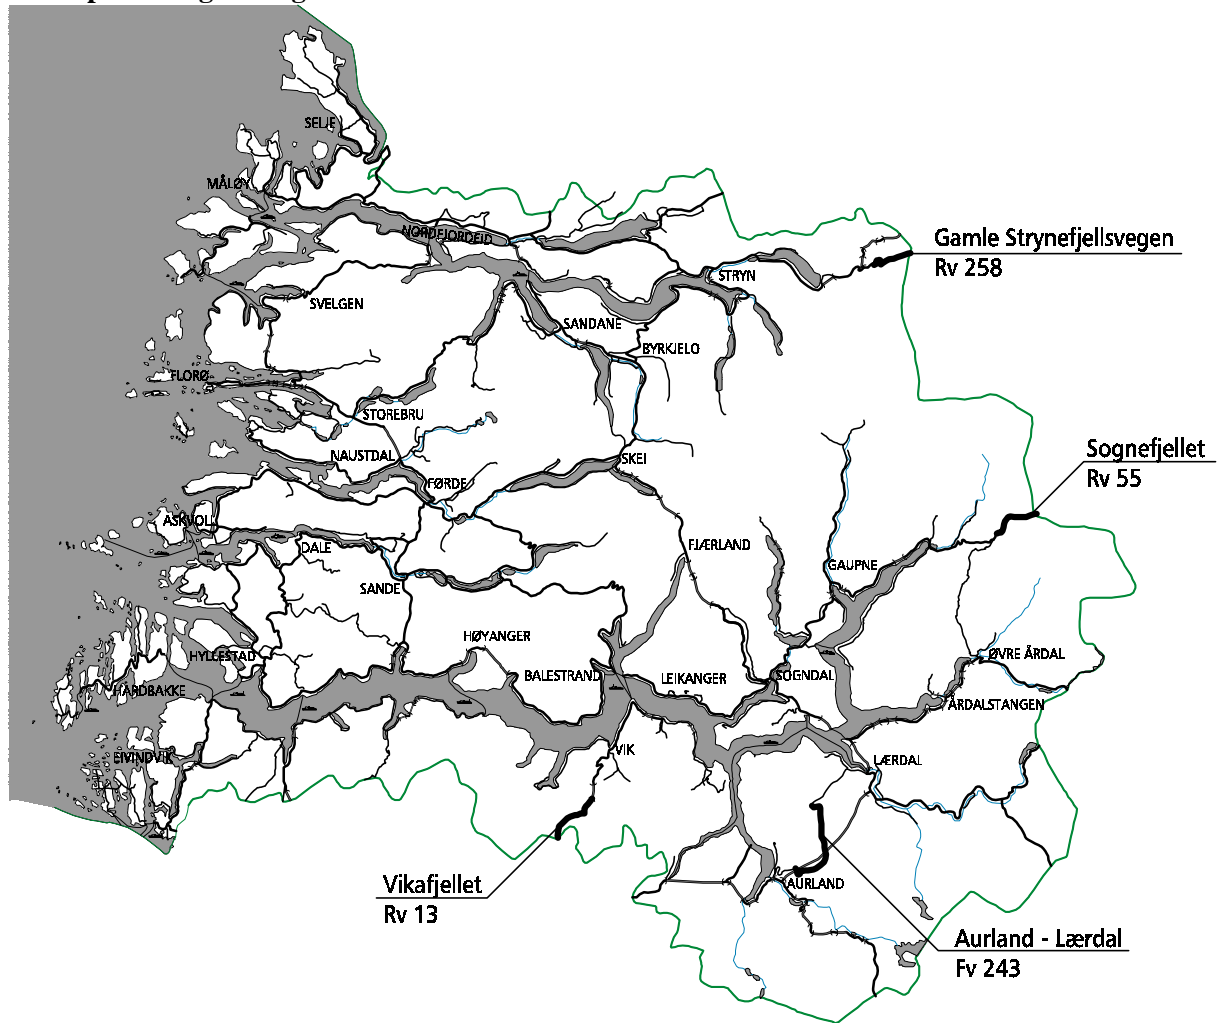 SELJE
MÅLØY
NORDFJORDEID
Gamle Strynefjellsvegen
Rv 258
STRYN
SVELGEN
SANDANE
BYRKJELO
FLORØ
STOREBRU
NAUSTDAL
SKEI
Sognefjellet
Rv 55
FØRDE
ASKVOLL
DALE
FJÆRLAND
GAUPNE
SANDE
HØYANGER
HYLLESTAD
ØVRE ÅRDAL
BALESTRAND
LEIKANGER
SOGNDAL
HARDBAKKE
ÅRDALSTANGEN
EIVINDVIK
VIK
LÆRDAL
Vikafjellet
Rv 13
AURLAND
Aurland - Lærdal
Fv 243